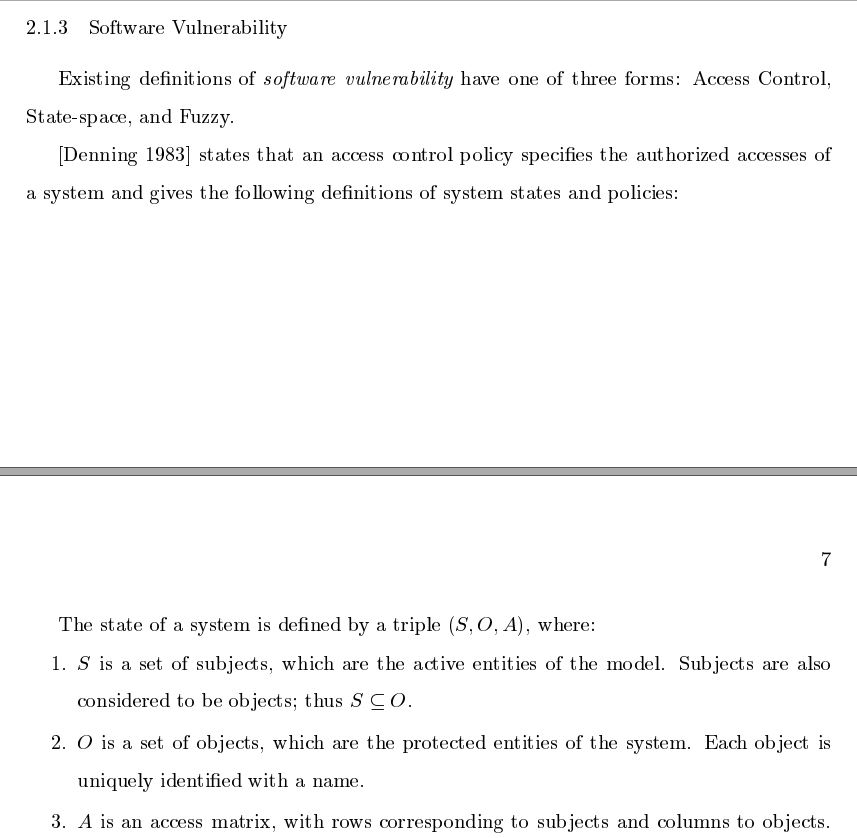 2.1.3 Software Vulnerability
Existing definitions of software vulnerability have one of three forms: Access Control,
State-space, and Fuzzy.
[Denning 1983] states that an access control policy specifies the authorized accesses of
a system and gives the following definitions of system states and policies:
7
The state of a system is defined by a triple (S, O, A), where:
1. S is a set of subjects, which are the active entities of the model. Subjects are also
considered to be objects; thus S ⊆ O.
2. O is a set of objects, which are the protected entities of the system. Each object is
uniquely identified with a name.
3. A is an access matrix, with rows corresponding to subjects and columns to objects.